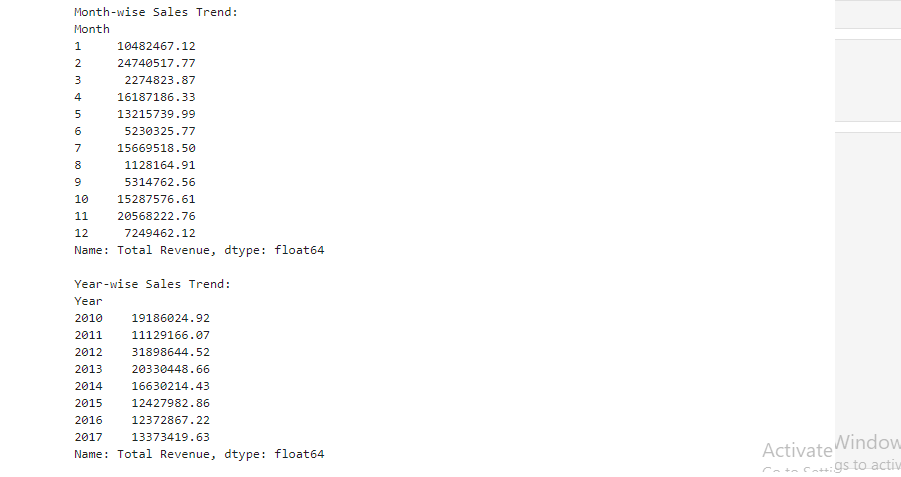 Month-wise Sales Trend:
Month
1     10482467.12
2     24740517.77
3      2274823.87
4     16187186.33
5     13215739.99
6      5230325.77
7     15669518.50
8      1128164.91
9      5314762.56
10    15287576.61
11    20568222.76
12     7249462.12
Name: Total Revenue, dtype: float64
Year-wise Sales Trend:
Year
2010    19186024.92
2011    11129166.07
2012    31898644.52
2013    20330448.66
2014    16630214.43
2015    12427982.86
2016    12372867.22
2017    13373419.63
Name: Total Revenue, dtype: float64
Activate Window
gs to activ